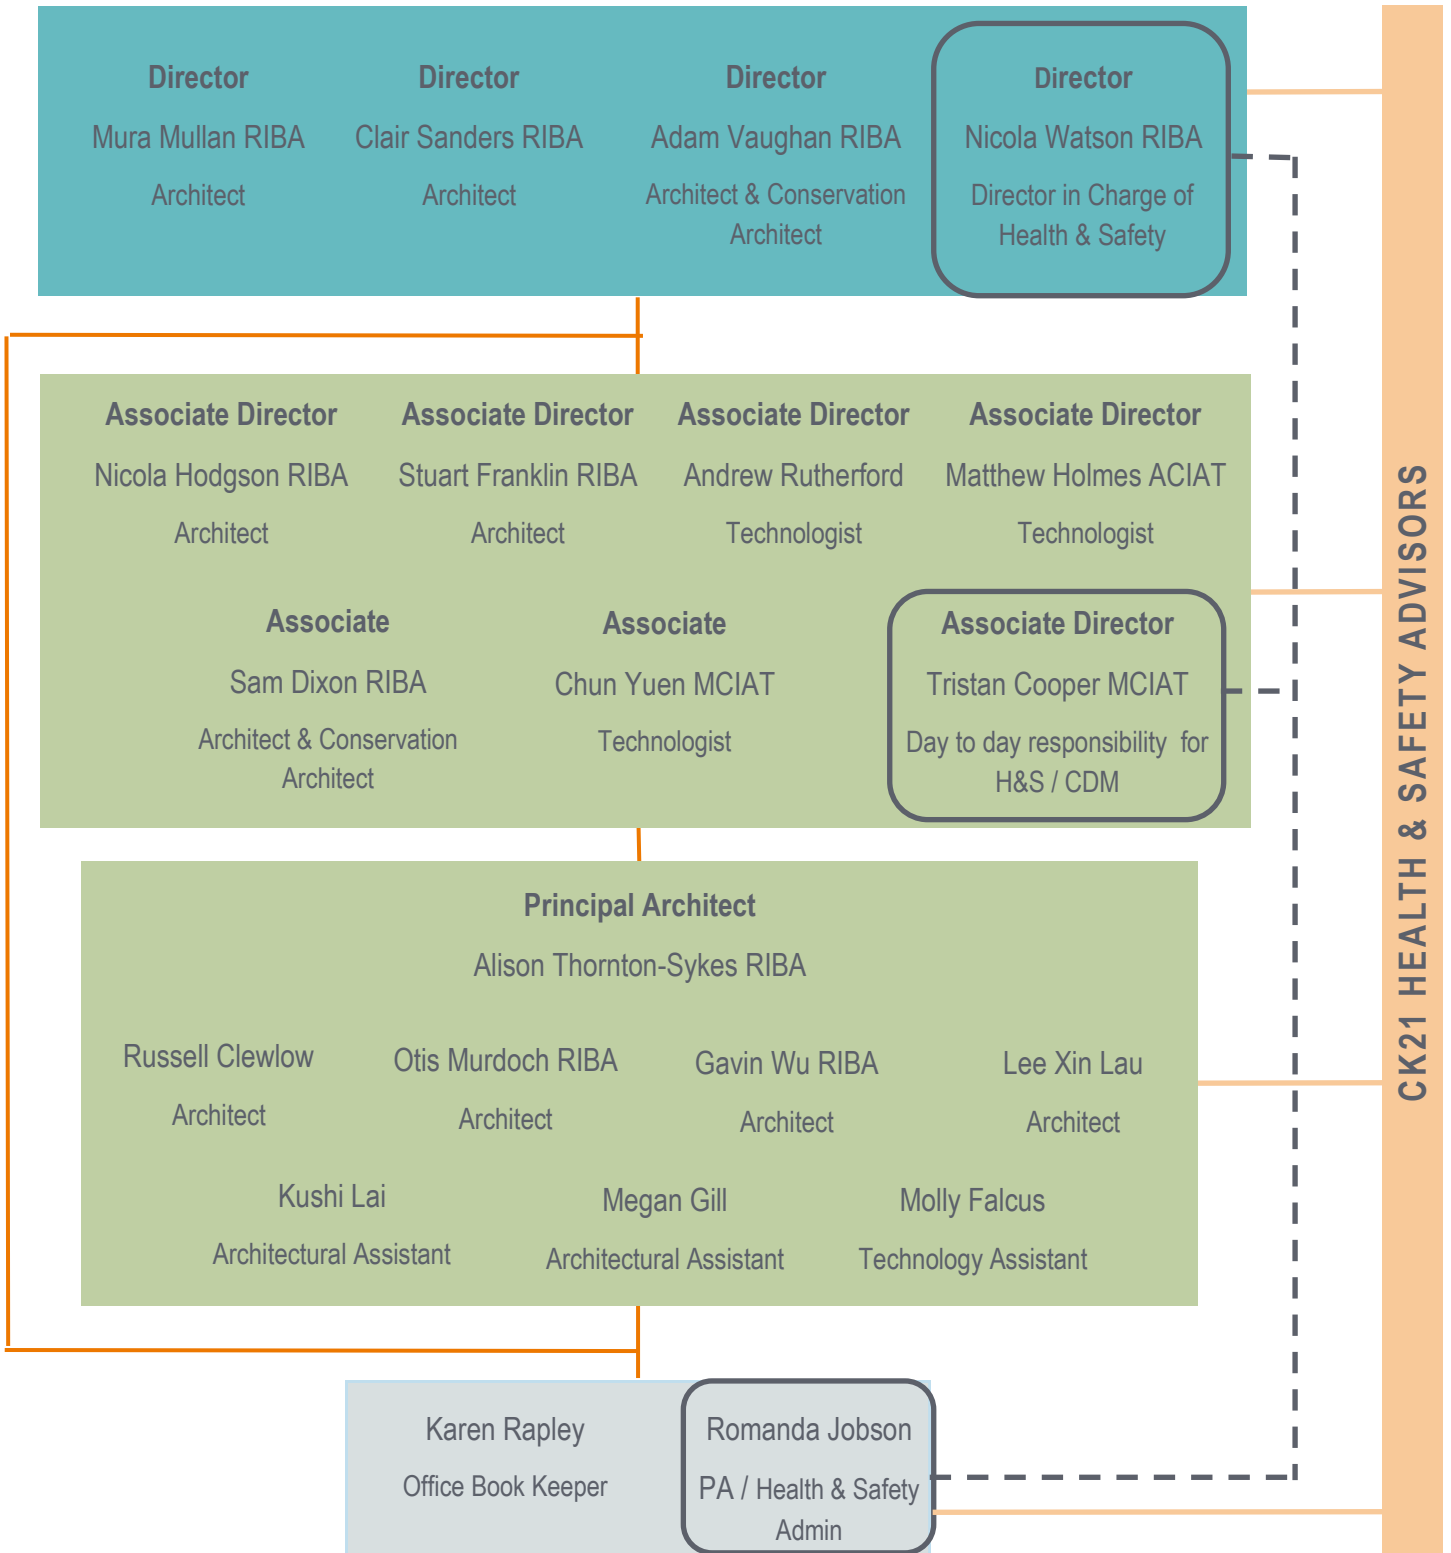 Director
Mura Mullan RIBA
Architect
Director
Clair Sanders RIBA
Architect
Director
Adam Vaughan RIBA
Architect & Conservation
Architect
Director
Nicola Watson RIBA
Director in Charge of
Health & Safety
Associate Director
Nicola Hodgson RIBA
Architect
Associate Director
Stuart Franklin RIBA
Architect
Associate Director
Andrew Rutherford
Technologist
Associate Director
Matthew Holmes ACIAT
Technologist
Associate
Sam Dixon RIBA
Architect & Conservation
Architect
Associate
Chun Yuen MCIAT
Technologist
Associate Director
Tristan Cooper MCIAT
Day to day responsibility for
H&S / CDM
Principal Architect
Alison Thornton-Sykes RIBA
Russell Clewlow
Architect
Otis Murdoch RIBA
Architect
Gavin Wu RIBA
Architect
Lee Xin Lau
Architect
Kushi Lai
Architectural Assistant
Megan Gill
Architectural Assistant
Molly Falcus
Technology Assistant
Karen Rapley
Office Book Keeper
Romanda Jobson
PA / Health & Safety
Admin
CK21 HEALTH & SAFETY ADVISORS